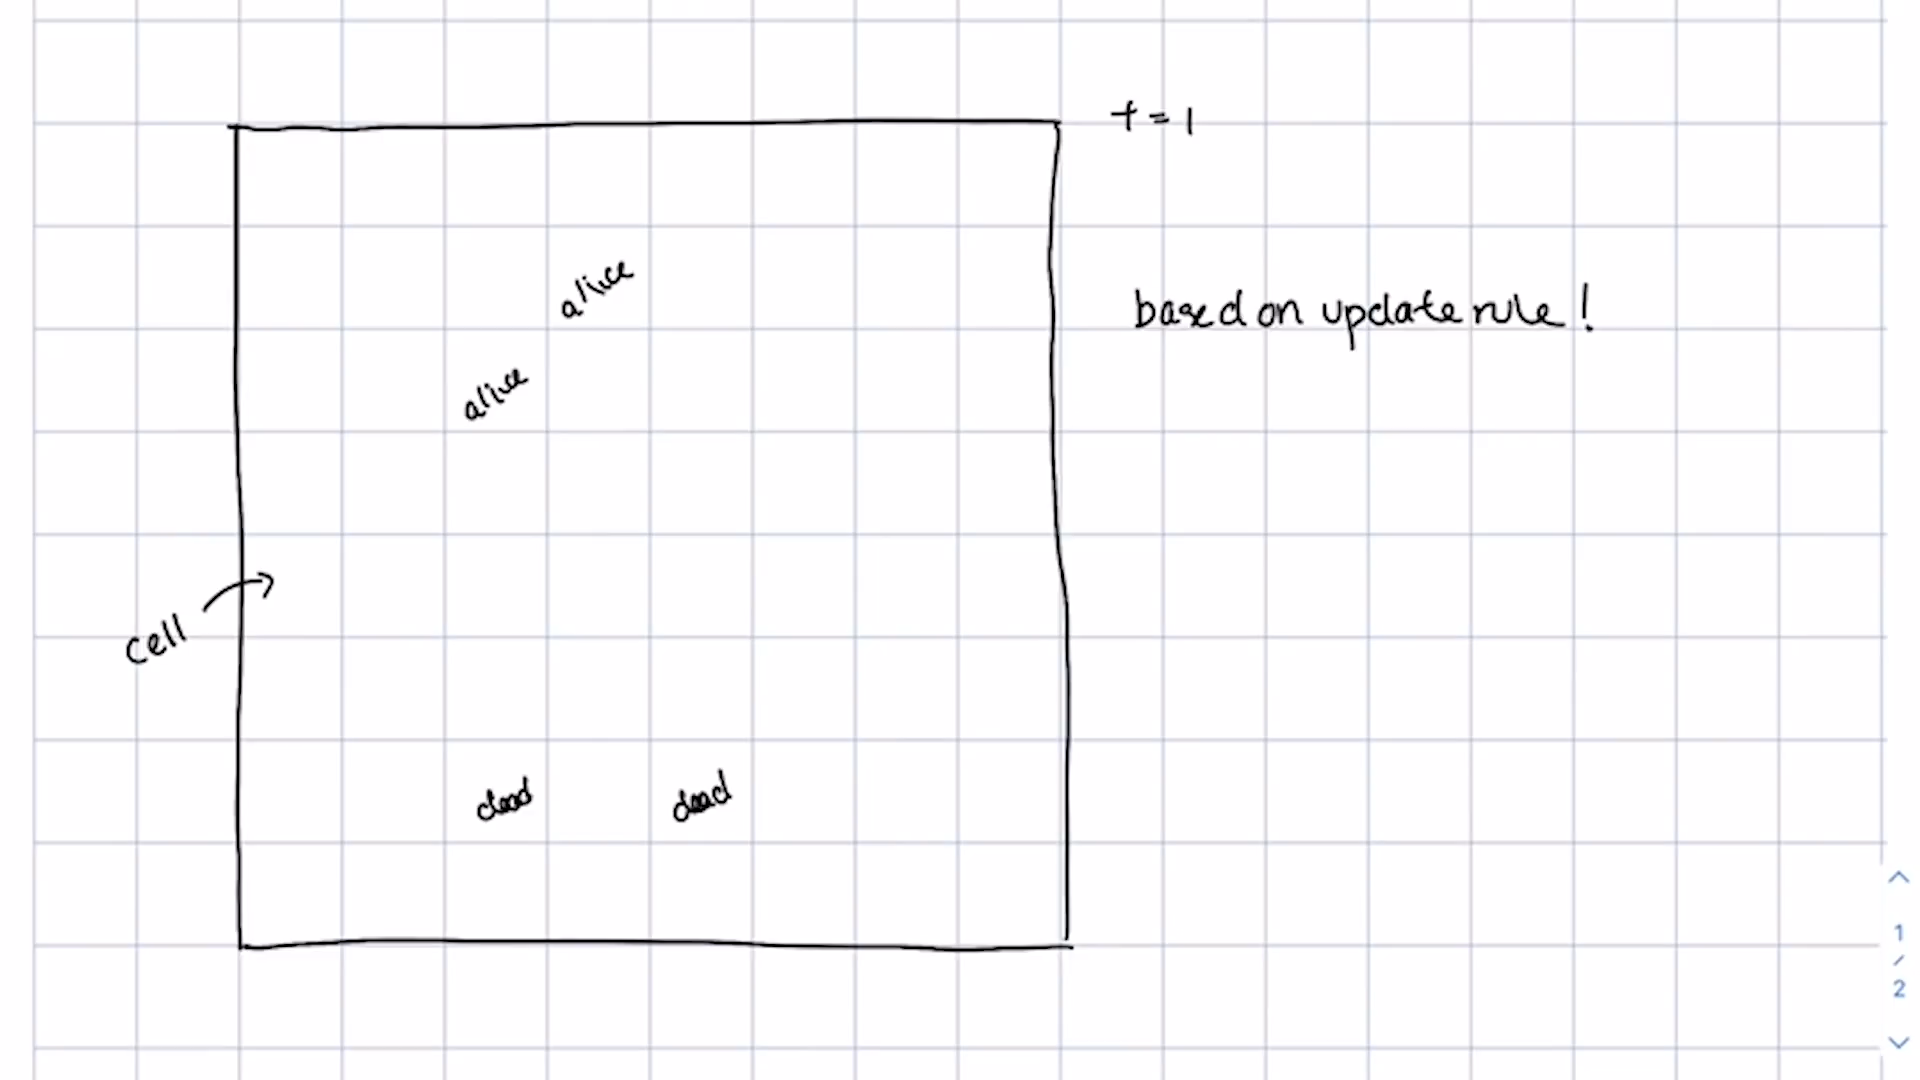 t = 1
alive
based on update rule!
alive
cell
dead dead
1
/
2